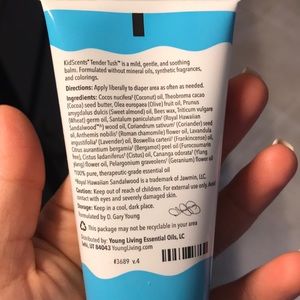 KidScents® Tender Tush™ is a mild, gentle, and soothing
balm. Formulated without mineral oils, synthetic fragrances,
and colorings.
Directions: Apply liberally to diaper area as often as needed.
Ingredients: Cocos nucifera† (Coconut) oil, Theobroma cacao
(Cocoa) seed butter, Olea europaea (Olive) fruit oil, Prunus
amygdalus dulcis (Sweet almond) oil, Beeswax, Triticum vulgare
(Wheat) germ oil, Santalum paniculatum† (Royal Hawaiian
Sandalwood™) wood oil, Coriandrum sativum† (Coriander) seed
oil, Anthemis nobilis† (Roman chamomile) flower oil, Lavandula
angustifolia† (Lavender) oil, Boswellia carterii† (Frankincense) oil,
Citrus aurantium bergamia† (Bergamot) peel oil (Furocoumarin
free), Cistus ladaniferus† (Cistus) oil, Cananga odorata† (Ylang
ylang) flower oil, Pelargonium graveolens† (Geranium) flower oil
†100% pure, therapeutic-grade essential oil
*Royal Hawaiian Sandalwood is a trademark of Jawmin, LLC.
Caution: Keep out of reach of children. For external use only. Avoid
contact with eyes and severely damaged skin.
Storage: Keep in a cool, dark place.
Formulated by D. Gary Young
This packaging may
not be recyclable
in your area.
Distributed by: Young Living Essential Oils, LC
Lehi, UT 84043 YoungLiving.com
#3689 v.4